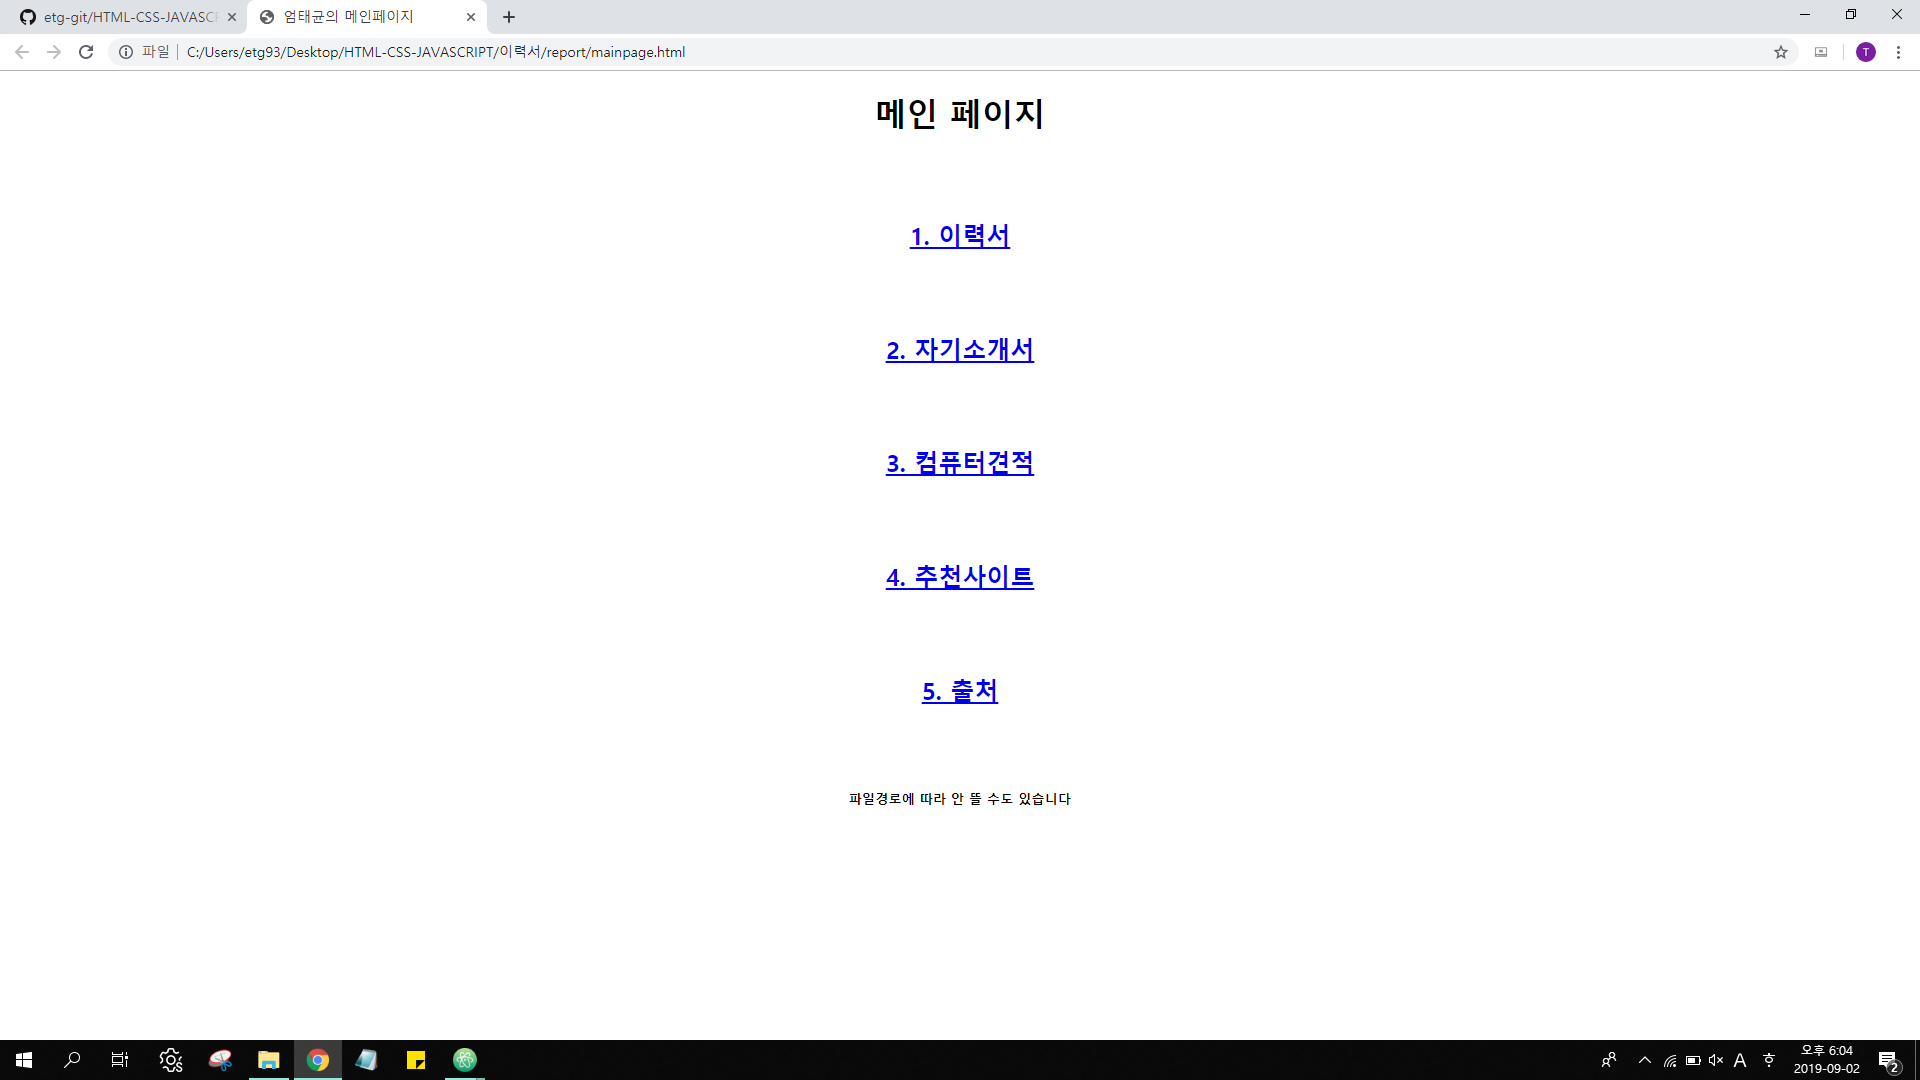 etg-git/HTML-CSS-JAVASCR
엄태균의 메인페이지
파일 C:/Users/etg93/Desktop/HTML-CSS-JAVASCRIPT/이력서/report/mainpage.html
T
메인 페이지
1. 이력서
2. 자기소개서
3. 컴퓨터견적
4. 추천사이트
5. 출처
파일경로에 따라 안 뜰 수도 있습니다
A
오후 6:04
2019-09-02
2